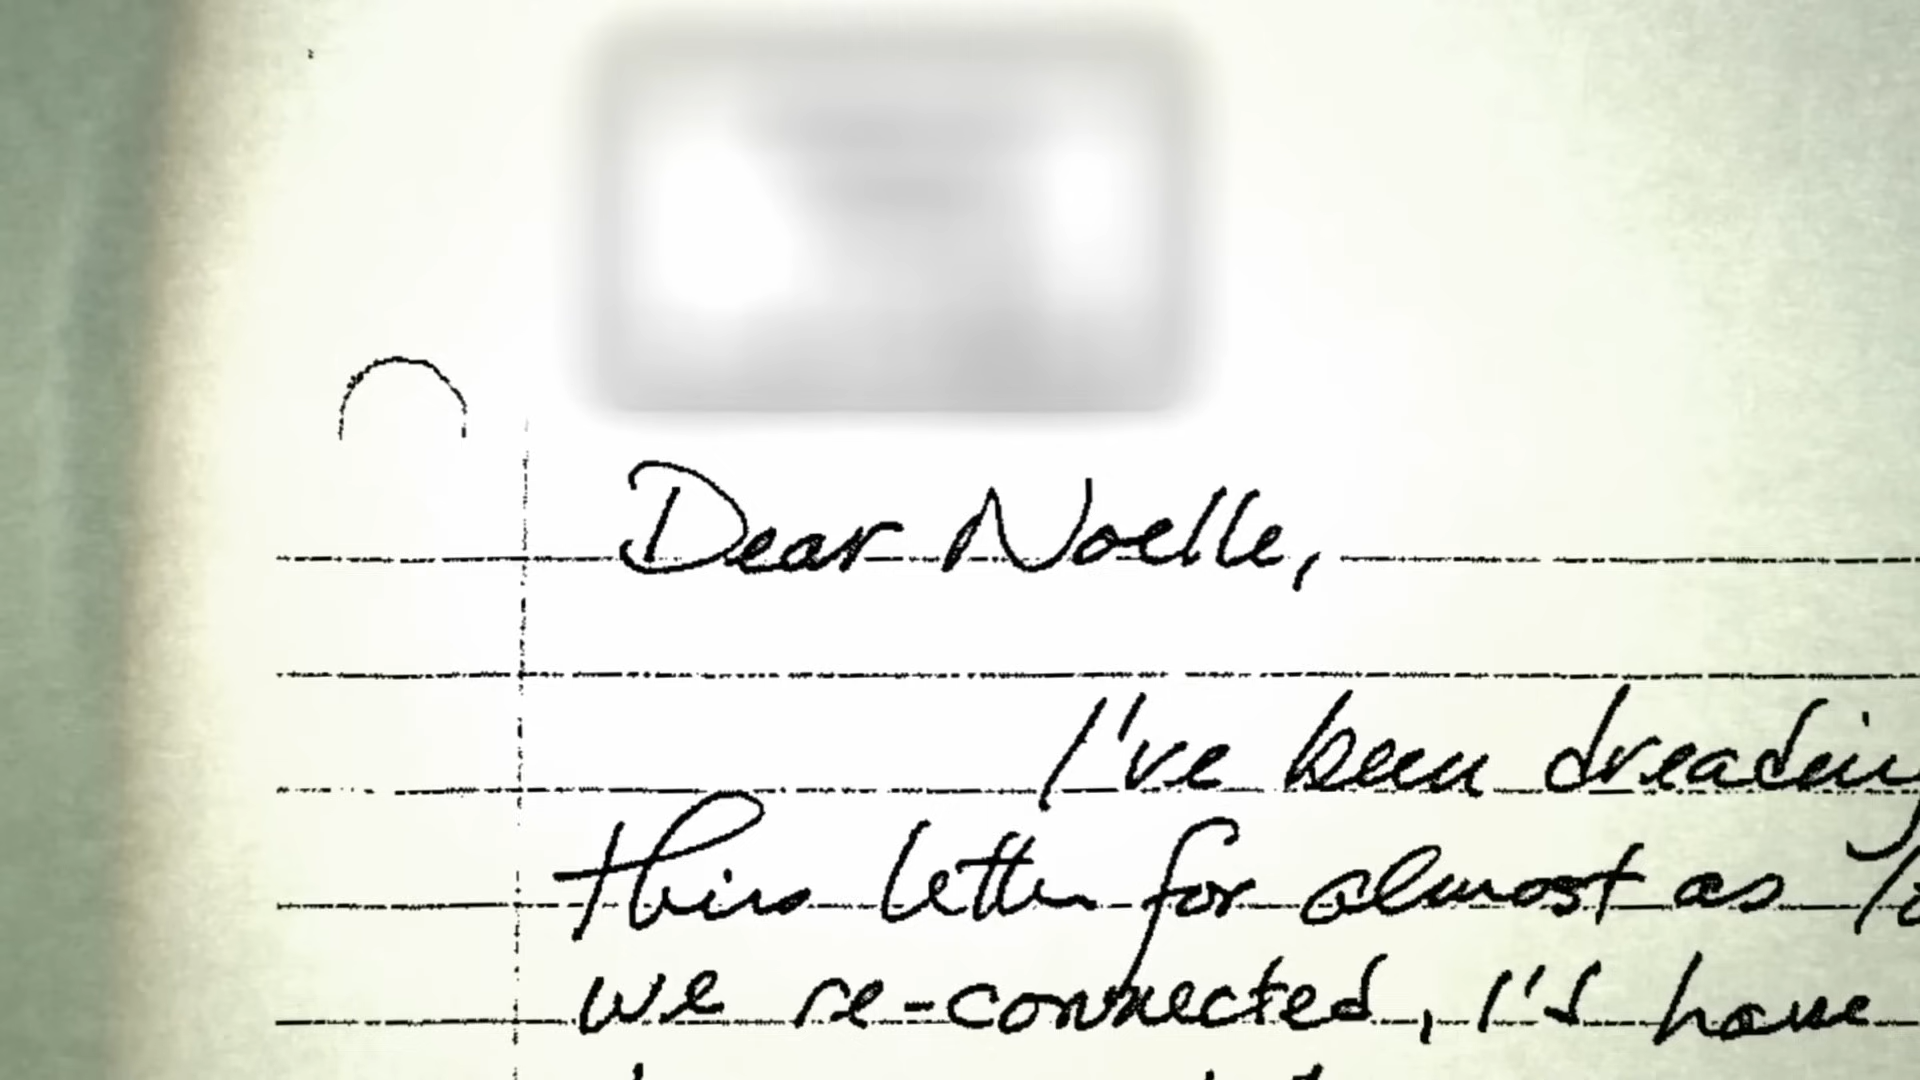 Dear Noelle,
I've been dreading
this letter for almost as
we re-connected, I'd have